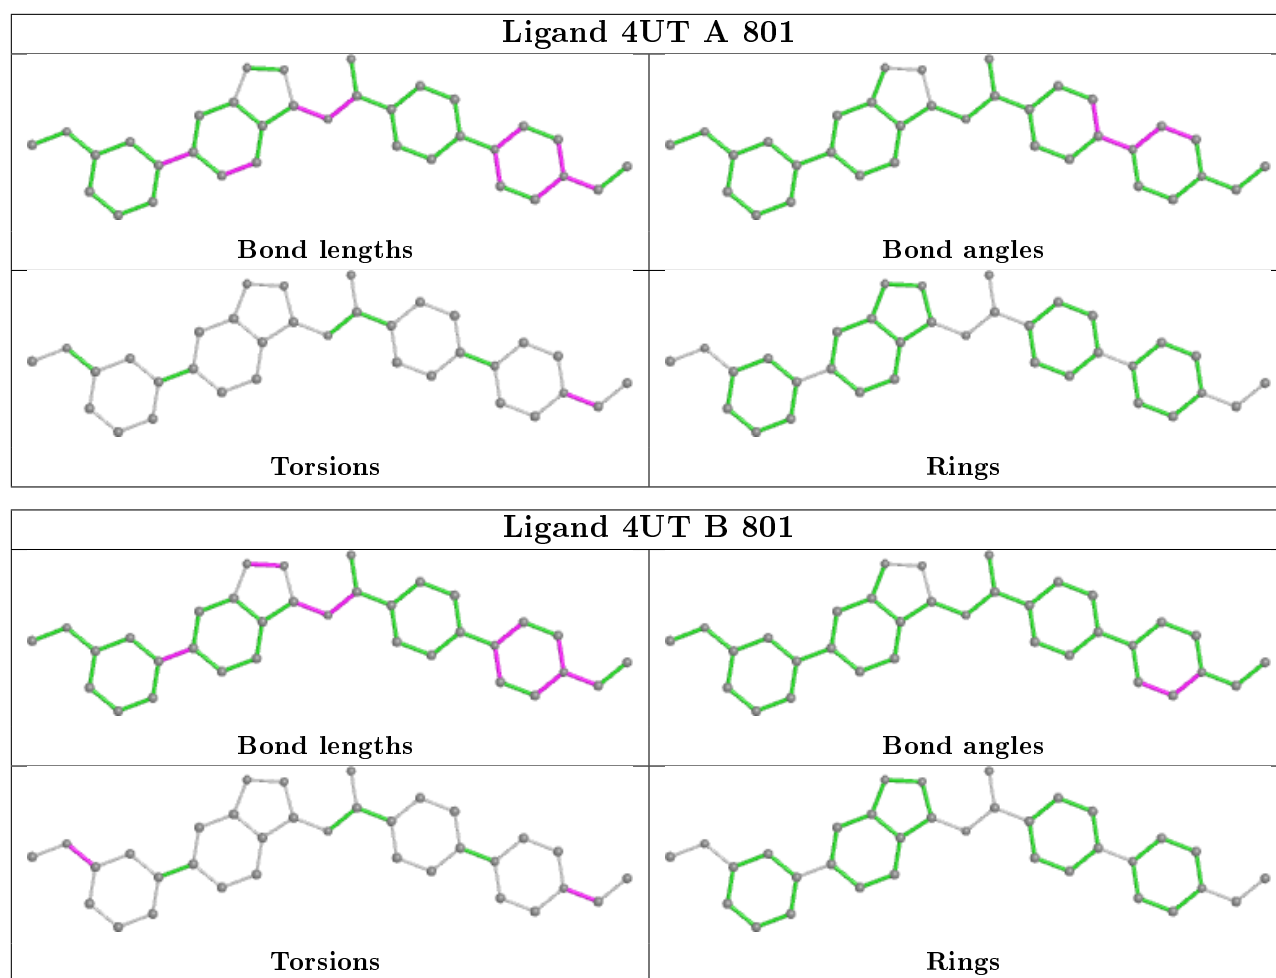 Ligand 4UT A 801
Bond lengths
Bond angles
Torsions
Rings
Ligand 4UT B 801
Bond lengths
Bond angles
Torsions
Rings